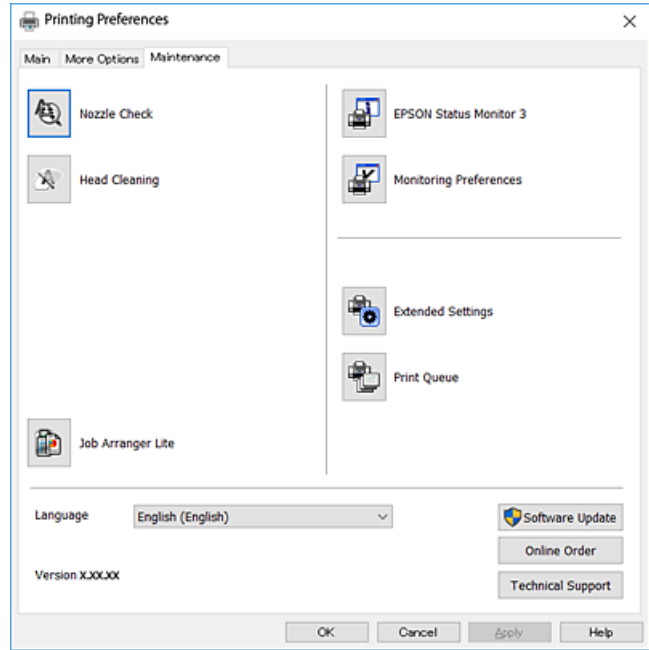 Printing Preferences
Main More Options Maintenance
Nozzle Check
EPSON Status Monitor 3
Head Cleaning
Monitoring Preferences
Extended Settings
Print Queue
Job Arranger Lite
Language English (English)
Software Update
Online Order
Version X.XX.XX
Technical Support
OK Cancel Apply Help